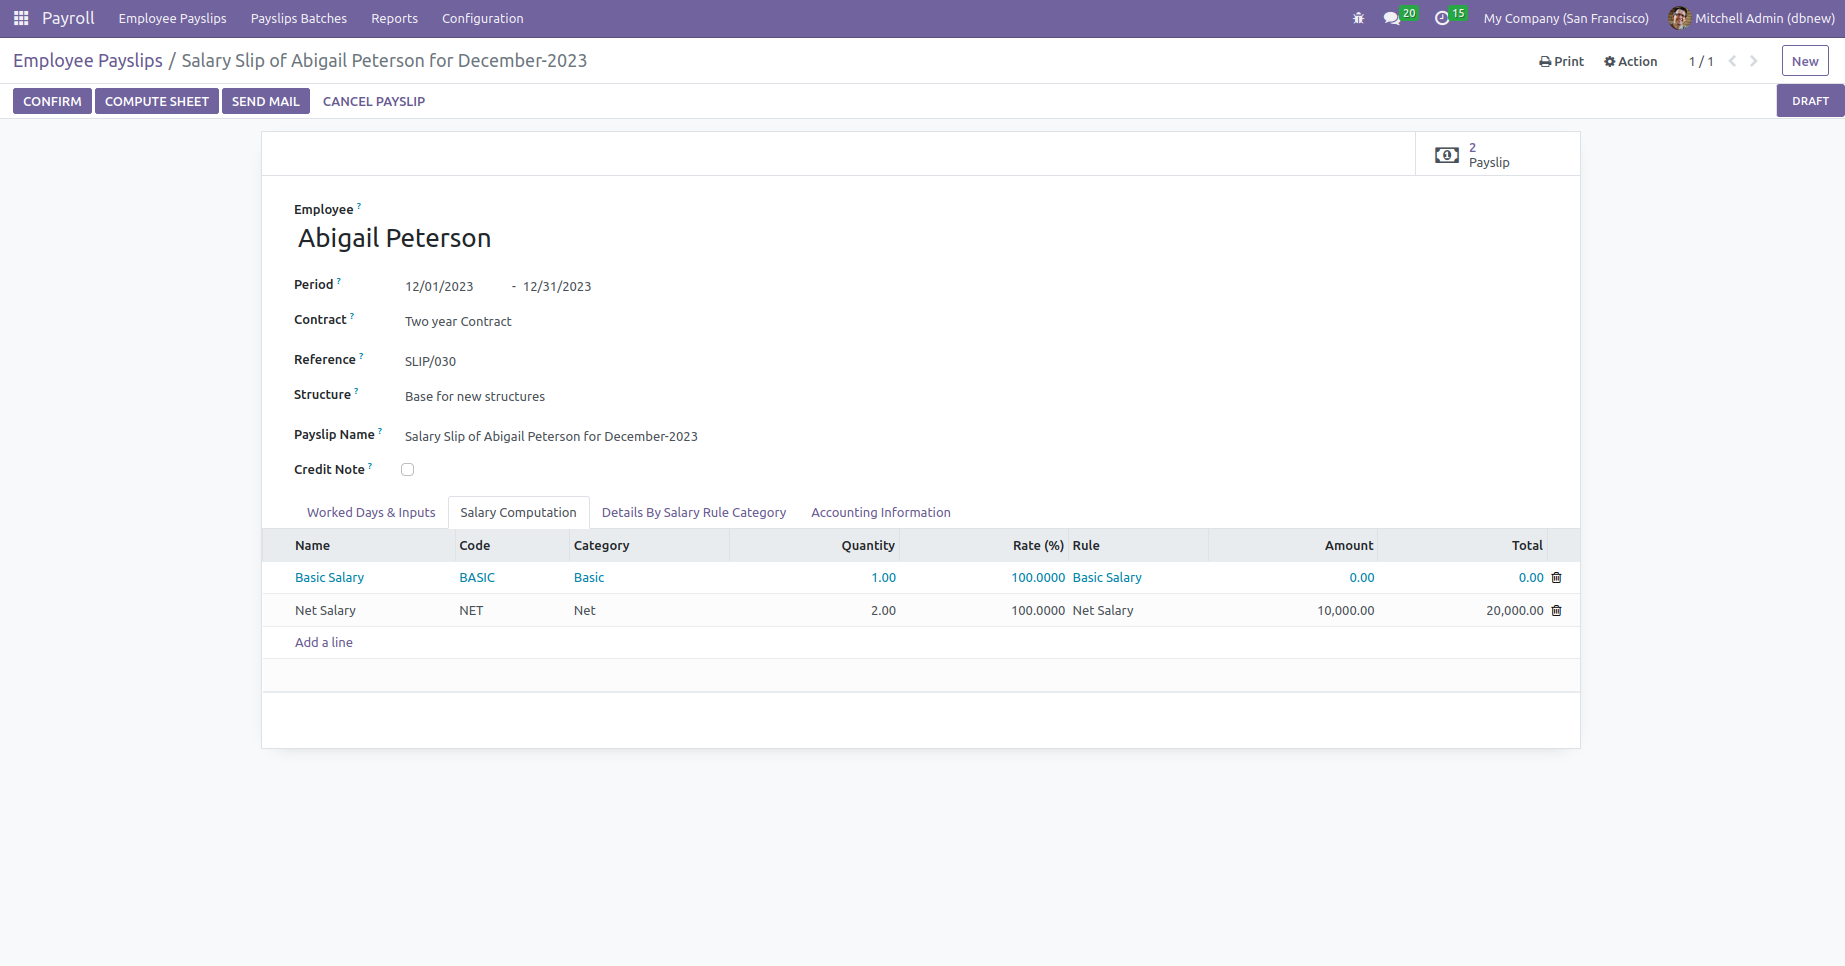 Payroll Employee Payslips Payslips Batches Reports Configuration 20 15 My Company (San Francisco) Mitchell Admin (dbnew)
Employee Payslips / Salary Slip of Abigail Peterson for December-2023 Print Action 1 / 1 New
CONFIRM COMPUTE SHEET SEND MAIL CANCEL PAYSLIP DRAFT
2
Payslip
Employee ?
Abigail Peterson
Period ? 12/01/2023 - 12/31/2023
Contract ? Two year Contract
Reference ? SLIP/030
Structure ? Base for new structures
Payslip Name ? Salary Slip of Abigail Peterson for December-2023
Credit Note ?
Worked Days & Inputs Salary Computation Details By Salary Rule Category Accounting Information
Name Code Category Quantity Rate (%) Rule Amount Total
Basic Salary BASIC Basic 1.00 100.0000 Basic Salary 0.00 0.00
Net Salary NET Net 2.00 100.0000 Net Salary 10,000.00 20,000.00
Add a line